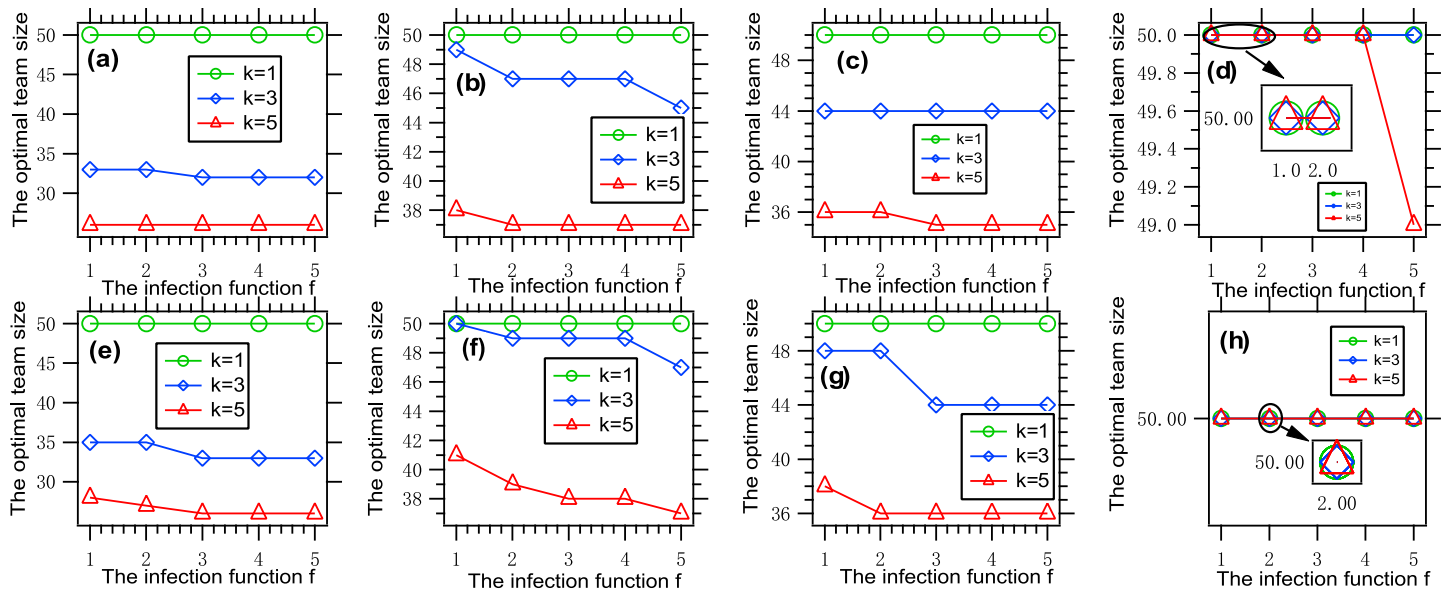 The optimal team size
50
45
35
30
(a)
k=1
k=3
k=5
1 2 3 4 5
The infection function f
The optimal team size
50
48
46
44
42
40
38
(b)
k=1
k=3
k=5
1 2 3 4 5
The infection function f
The optimal team size
48
44
40
36
(c)
k=1
k=3
k=5
1 2 3 4 5
The infection function f
The optimal team size
50.0
49.8
49.6
49.4
49.2
49.0
(d)
50.00
1.0 2.0
k=1
k=3
k=5
1 2 3 4 5
The infection function f
The optimal team size
50
45
40
35
30
(e)
k=1
k=3
k=5
1 2 3 4 5
The infection function f
The optimal team size
50
48
46
44
42
40
38
(f)
k=1
k=3
k=5
1 2 3 4 5
The infection function f
The optimal team size
48
44
40
36
(g)
k=1
k=3
k=5
1 2 3 4 5
The infection function f
The optimal team size
50.00
(h)
k=1
k=3
k=5
50.00
2.00
1 2 3 4 5
The infection function f